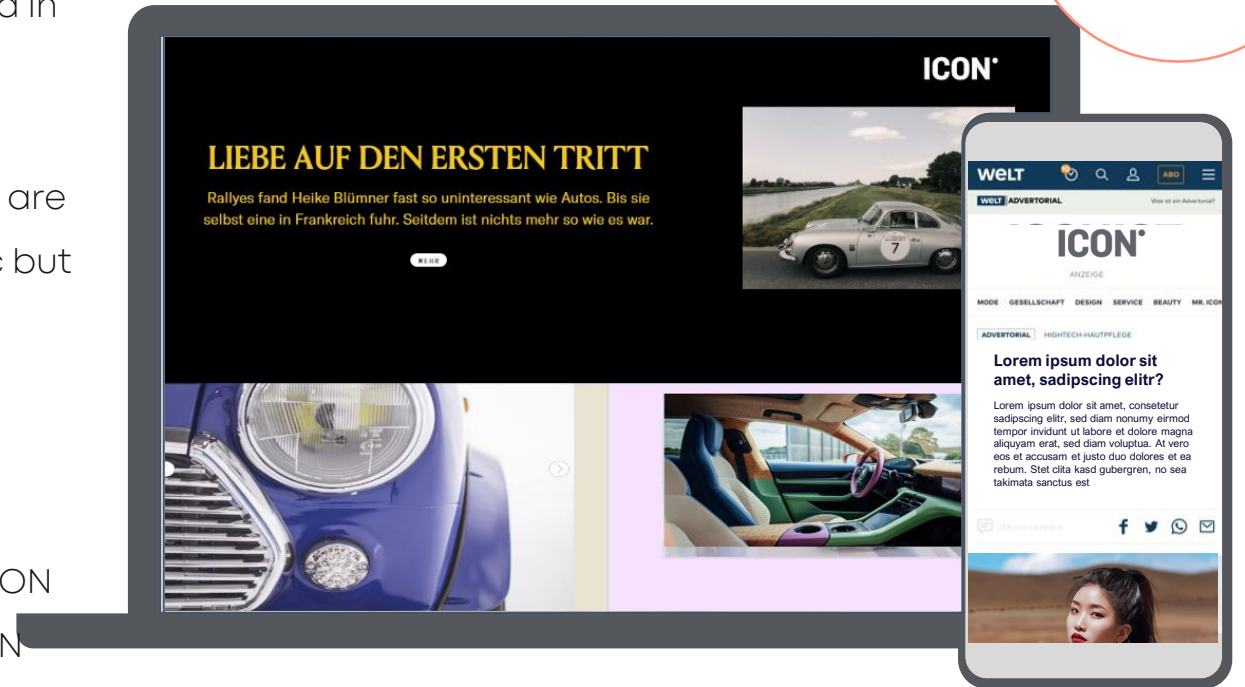 d in
are
c but
ON
N
ICON
LIEBE AUF DEN ERSTEN TRITT
Rallyes fand Heike Blümner fast so uninteressant wie Autos. Bis sie
selbst eine in Frankreich fuhr. Seitdem ist nichts mehr so wie es war.
MEHR
7
WELT
ABO
WELT ADVERTORIAL
Was ist ein Advertorial?
ICON
ANZEIGE
MODE GESELLSCHAFT DESIGN SERVICE BEAUTY MR. ICON
ADVERTORIAL HIGHTECH-HAUTPFLEGE
Lorem ipsum dolor sit
amet, sadipscing elitr?
Lorem ipsum dolor sit amet, consetetur
sadipscing elitr, sed diam nonumy eirmod
tempor invidunt ut labore et dolore magna
aliquyam erat, sed diam voluptua. At vero
eos et accusam et justo duo dolores et ea
rebum. Stet clita kasd gubergren, no sea
takimata sanctus est